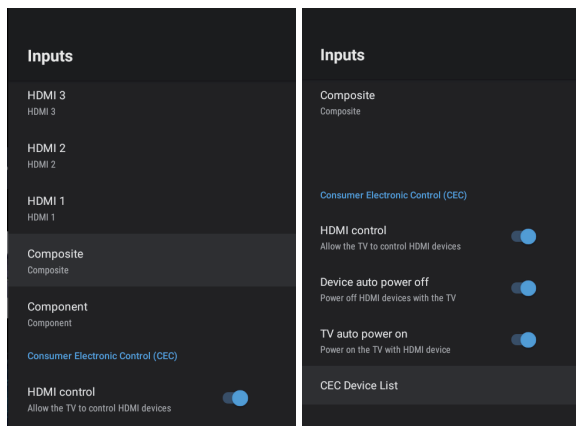 Inputs
HDMI 3
HDMI 3
HDMI 2
HDMI 2
HDMI 1
HDMI 1
Composite
Composite
Component
Component
Consumer Electronic Control (CEC)
HDMI control
Allow the TV to control HDMI devices
Inputs
Composite
Composite
Consumer Electronic Control (CEC)
HDMI control
Allow the TV to control HDMI devices
Device auto power off
Power off HDMI devices with the TV
TV auto power on
Power on the TV with HDMI device
CEC Device List